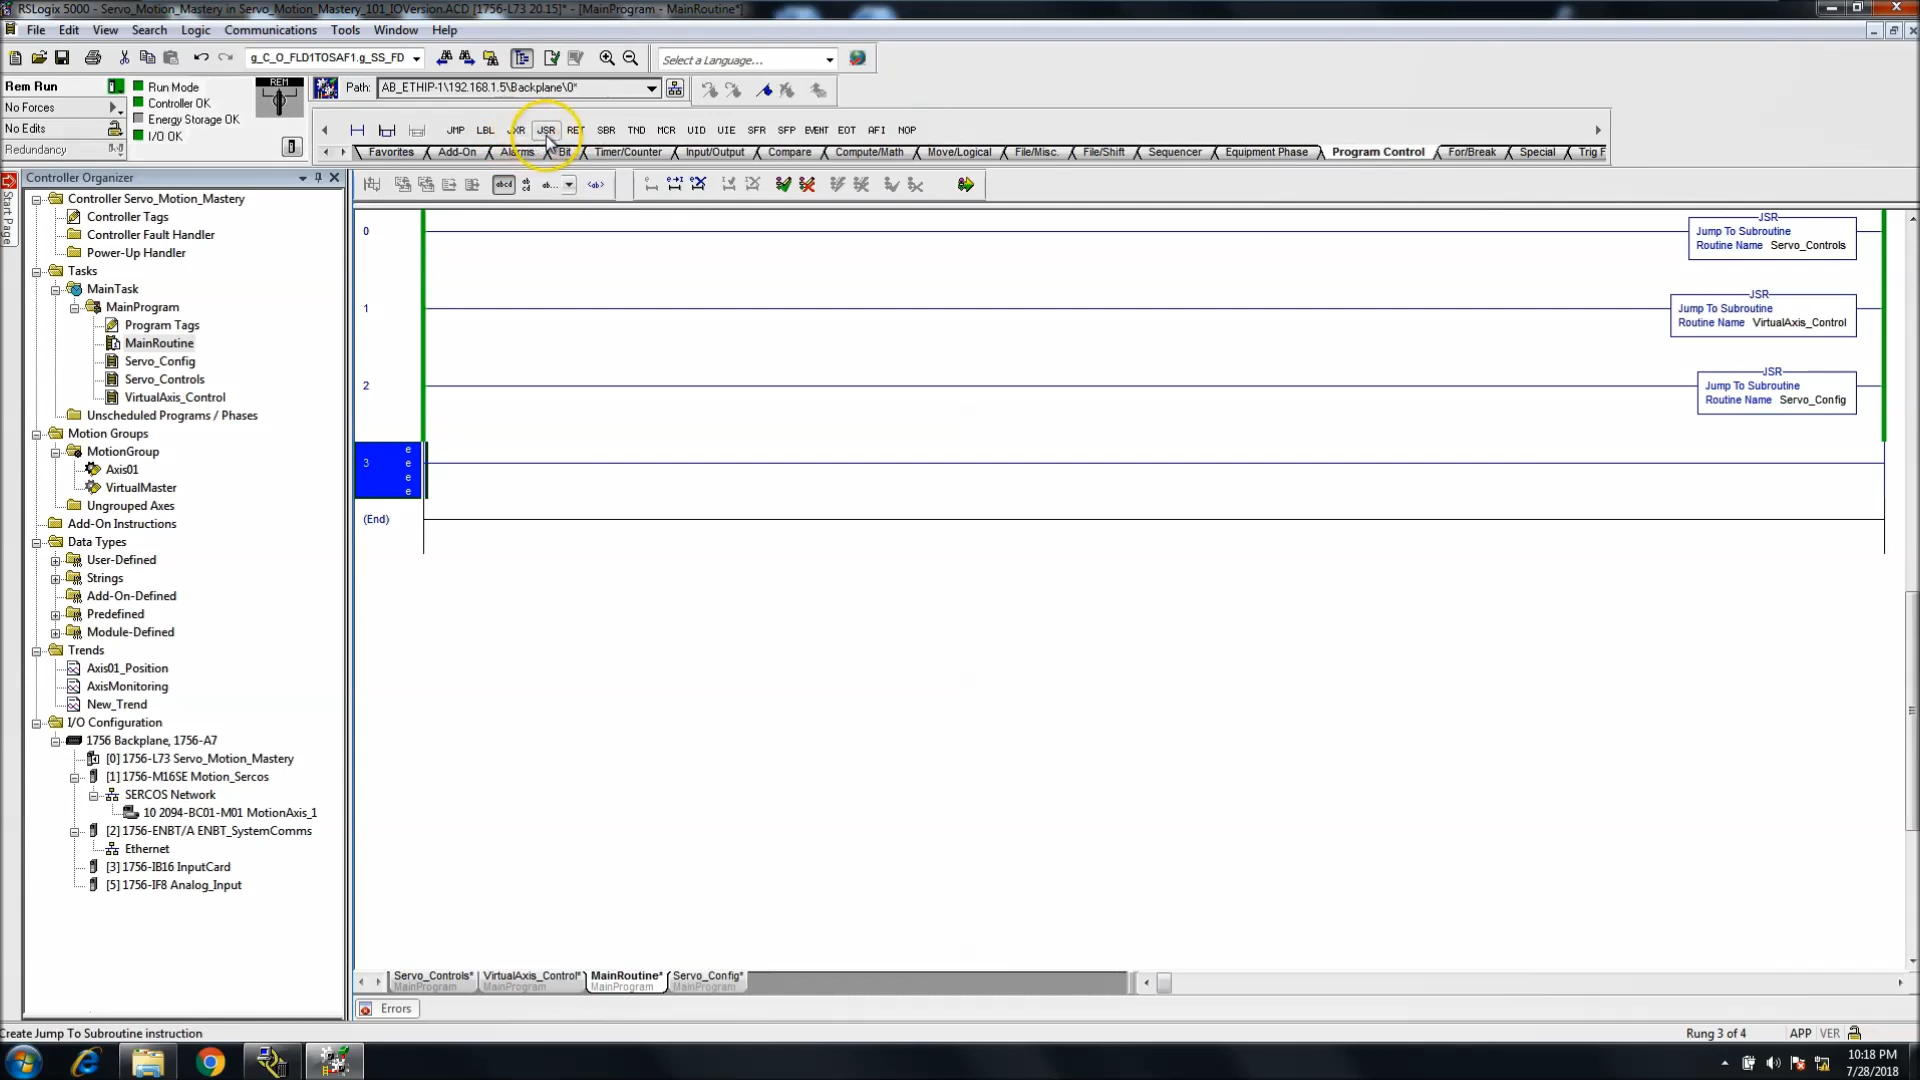 RSLogix 5000 - Servo_Motion_Mastery in Servo_Motion_Mastery_101_IOVersion.ACD [1756-L73 20.15]* - [MainProgram - MainRoutine*]
File Edit View Search Logic Communications Tools Window Help
g_C_O_FLD1TOSAF1.g_SS_FD
Select a Language...
Rem Run
Run Mode
REM
Path: AB_ETHIP-1\192.168.1.5\Backplane\0*
No Forces
Controller OK
Energy Storage OK
No Edits
I/O OK
Redundancy
JMP LBL JXR JSR RET SBR TND MCR UID UIE SFR SFP EVENT EOT AFI NOP
Favorites Add-On Alarms Bit Timer/Counter Input/Output Compare Compute/Math Move/Logical File/Misc. File/Shift Sequencer Equipment Phase Program Control For/Break Special Trig F
Start Page
Controller Organizer
Controller Servo_Motion_Mastery
Controller Tags
Controller Fault Handler
Power-Up Handler
Tasks
MainTask
MainProgram
Program Tags
MainRoutine
Servo_Config
Servo_Controls
VirtualAxis_Control
Unscheduled Programs / Phases
Motion Groups
MotionGroup
Axis01
VirtualMaster
Ungrouped Axes
Add-On Instructions
Data Types
User-Defined
Strings
Add-On-Defined
Predefined
Module-Defined
Trends
Axis01_Position
AxisMonitoring
New_Trend
I/O Configuration
1756 Backplane, 1756-A7
[0] 1756-L73 Servo_Motion_Mastery
[1] 1756-M16SE Motion_Sercos
SERCOS Network
10 2094-BC01-M01 MotionAxis_1
[2] 1756-ENBT/A ENBT_SystemComms
Ethernet
[3] 1756-IB16 InputCard
[5] 1756-IF8 Analog_Input
0
JSR
Jump To Subroutine
Routine Name Servo_Controls
1
JSR
Jump To Subroutine
Routine Name VirtualAxis_Control
2
JSR
Jump To Subroutine
Routine Name Servo_Config
e
3 e
e
e
(End)
Servo_Controls* VirtualAxis_Control* MainRoutine* Servo_Config*
MainProgram MainProgram MainProgram MainProgram
Errors
Create Jump To Subroutine instruction
Rung 3 of 4 APP VER
10:18 PM
7/28/2018